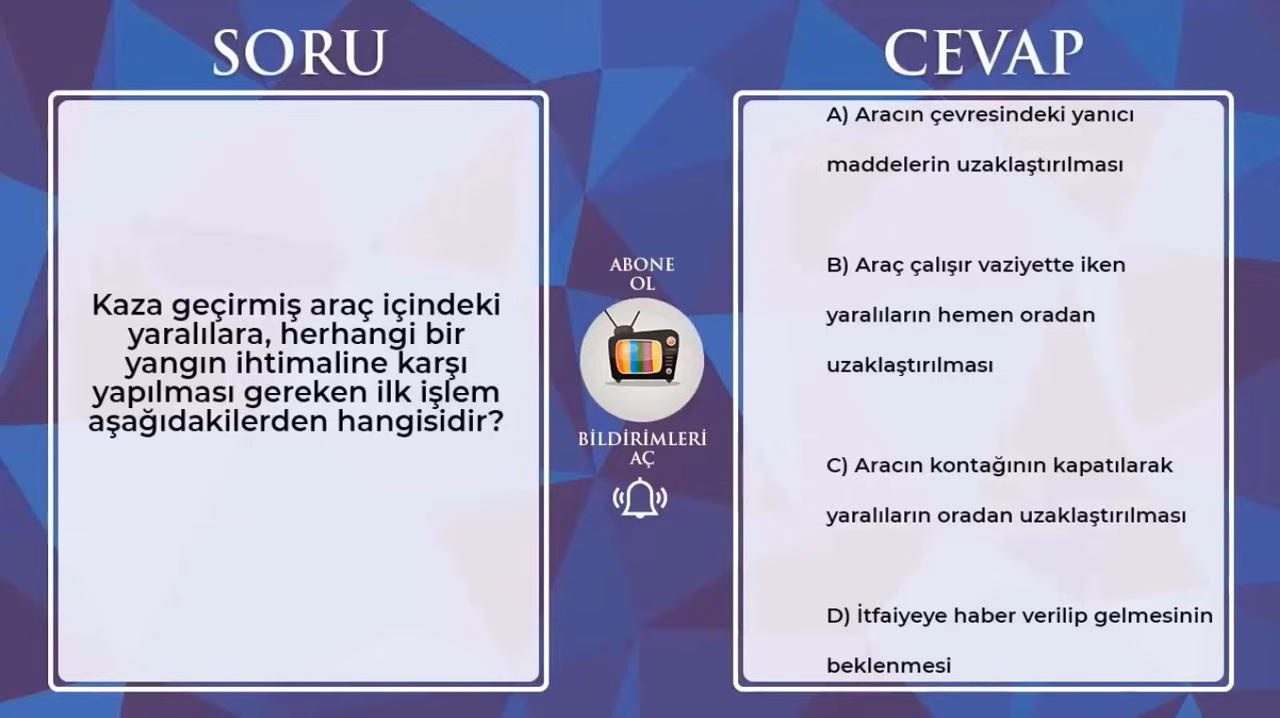 SORU
Kaza geçirmiş araç içindeki
yaralılara, herhangi bir
yangın ihtimaline karşı
yapılması gereken ilk işlem
aşağıdakilerden hangisidir?
ABONE
OL
BİLDİRİMLERİ
AÇ
CEVAP
A) Aracın çevresindeki yanıcı
maddelerin uzaklaştırılması
B) Araç çalışır vaziyette iken
yaralıların hemen oradan
uzaklaştırılması
C) Aracın kontağının kapatılarak
yaralıların oradan uzaklaştırılması
D) İtfaiyeye haber verilip gelmesinin
beklenmesi